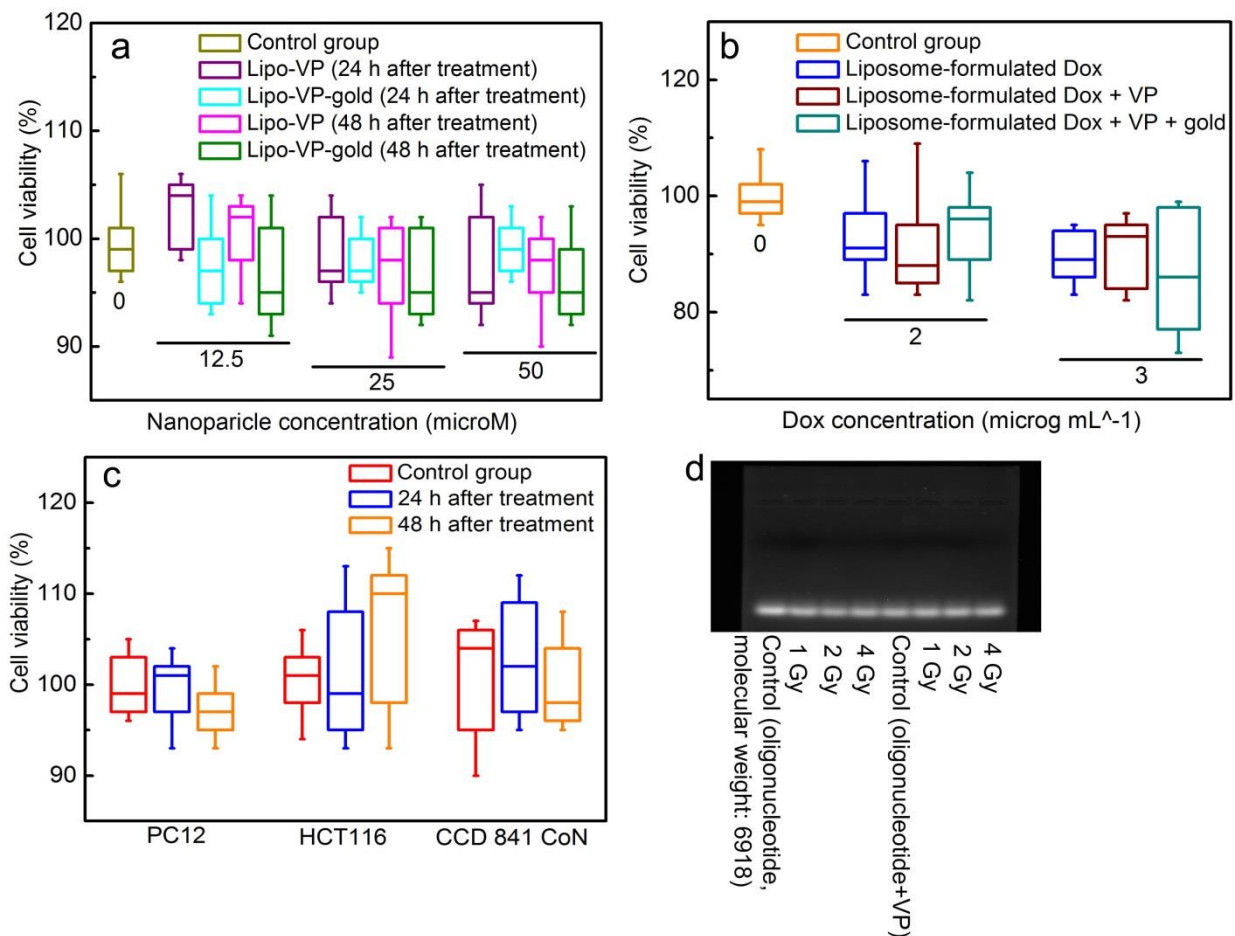 a
120
110
100
90
Cell viability (%)
Control group
Lipo-VP (24 h after treatment)
Lipo-VP-gold (24 h after treatment)
Lipo-VP (48 h after treatment)
Lipo-VP-gold (48 h after treatment)
0
12.5
25
50
Nanoparicle concentration (microM)
b
120
100
80
Cell viability (%)
Control group
Liposome-formulated Dox
Liposome-formulated Dox + VP
Liposome-formulated Dox + VP + gold
0
2
3
Dox concentration (microg mL^-1)
c
120
110
100
90
Cell viability (%)
Control group
24 h after treatment
48 h after treatment
PC12
HCT116
CCD 841 CoN
d
Control (oligonucleotide,
molecular weight: 6918)
1 Gy
2 Gy
4 Gy
Control (oligonucleotide+VP)
1 Gy
2 Gy
4 Gy